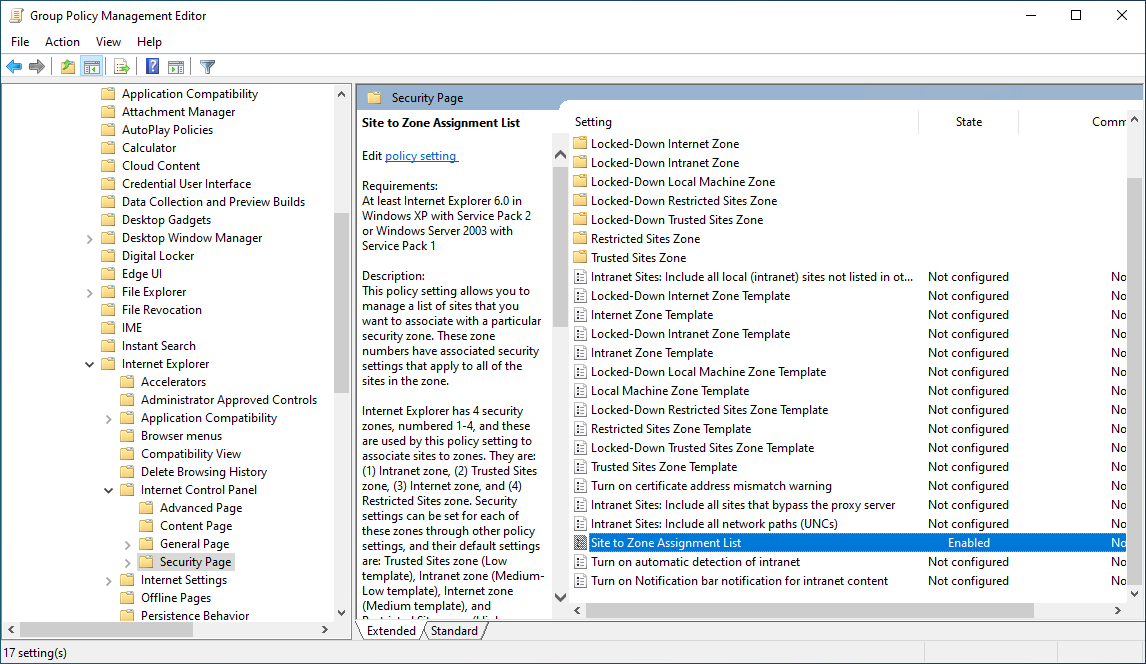 Group Policy Management Editor
File Action View Help
Application Compatibility
Attachment Manager
AutoPlay Policies
Calculator
Cloud Content
Credential User Interface
Data Collection and Preview Builds
Desktop Gadgets
Desktop Window Manager
Digital Locker
Edge UI
File Explorer
File Revocation
IME
Instant Search
Internet Explorer
Accelerators
Administrator Approved Controls
Application Compatibility
Browser menus
Compatibility View
Delete Browsing History
Internet Control Panel
Advanced Page
Content Page
General Page
Security Page
Internet Settings
Offline Pages
Persistence Behavior
Security Page
Site to Zone Assignment List
Edit policy setting
Requirements:
At least Internet Explorer 6.0 in
Windows XP with Service Pack 2
or Windows Server 2003 with
Service Pack 1
Description:
This policy setting allows you to
manage a list of sites that you
want to associate with a particular
security zone. These zone
numbers have associated security
settings that apply to all of the
sites in the zone.
Internet Explorer has 4 security
zones, numbered 1-4, and these
are used by this policy setting to
associate sites to zones. They are:
(1) Intranet zone, (2) Trusted Sites
zone, (3) Internet zone, and (4)
Restricted Sites zone. Security
settings can be set for each of
these zones through other policy
settings, and their default settings
are: Trusted Sites zone (Low
template), Intranet zone (Medium-
Low template), Internet zone
(Medium template), and
Setting State Comm
Locked-Down Internet Zone
Locked-Down Intranet Zone
Locked-Down Local Machine Zone
Locked-Down Restricted Sites Zone
Locked-Down Trusted Sites Zone
Restricted Sites Zone
Trusted Sites Zone
Intranet Sites: Include all local (intranet) sites not listed in ot... Not configured No
Locked-Down Internet Zone Template Not configured No
Internet Zone Template Not configured No
Locked-Down Intranet Zone Template Not configured No
Intranet Zone Template Not configured No
Locked-Down Local Machine Zone Template Not configured No
Local Machine Zone Template Not configured No
Locked-Down Restricted Sites Zone Template Not configured No
Restricted Sites Zone Template Not configured No
Locked-Down Trusted Sites Zone Template Not configured No
Trusted Sites Zone Template Not configured No
Turn on certificate address mismatch warning Not configured No
Intranet Sites: Include all sites that bypass the proxy server Not configured No
Intranet Sites: Include all network paths (UNCs) Not configured No
Site to Zone Assignment List Enabled No
Turn on automatic detection of intranet Not configured No
Turn on Notification bar notification for intranet content Not configured No
Extended Standard
17 setting(s)